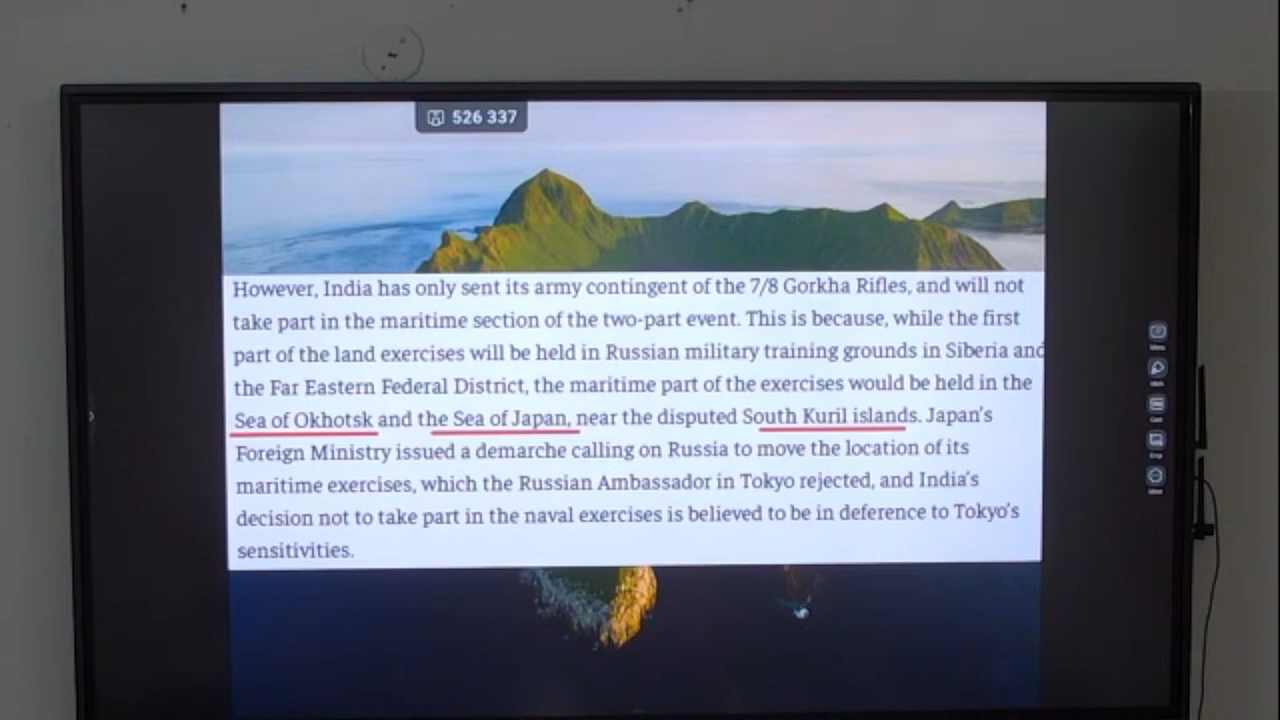 526 337
However, India has only sent its army contingent of the 7/8 Gorkha Rifles, and will not
take part in the maritime section of the two-part event. This is because, while the first
part of the land exercises will be held in Russian military training grounds in Siberia and
the Far Eastern Federal District, the maritime part of the exercises would be held in the
Sea of Okhotsk and the Sea of Japan, near the disputed South Kuril islands. Japan's
Foreign Ministry issued a demarche calling on Russia to move the location of its
maritime exercises, which the Russian Ambassador in Tokyo rejected, and India's
decision not to take part in the naval exercises is believed to be in deference to Tokyo's
sensitivities.